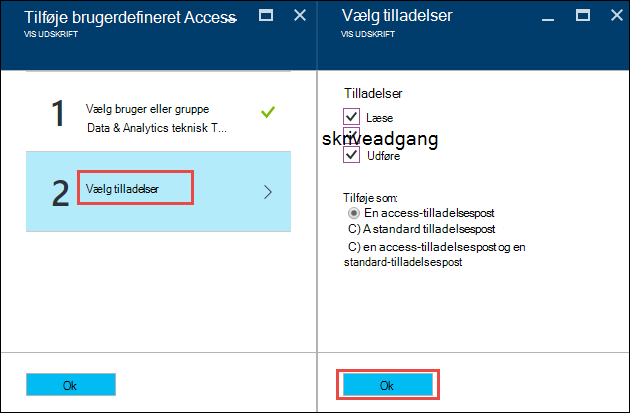 Tilføje brugerdefineret Access
VIS UDSKRIFT
1
Vælg bruger eller gruppe
Data & Analytics teknisk T...
2
Vælg tilladelser
Ok
Vælg tilladelser
VIS UDSKRIFT
Tilladelser
Læse
skriveadgang
Udføre
Tilføje som:
En access-tilladelsespost
C) A standard tilladelsespost
C) en access-tilladelsespost og en
standard-tilladelsespost
Ok